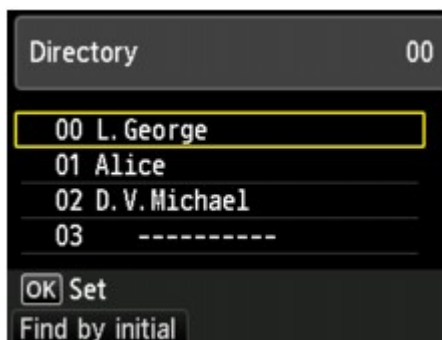 Directory 00
00 L.George
01 Alice
02 D.V.Michael
03 ----------
OK Set
Find by initial